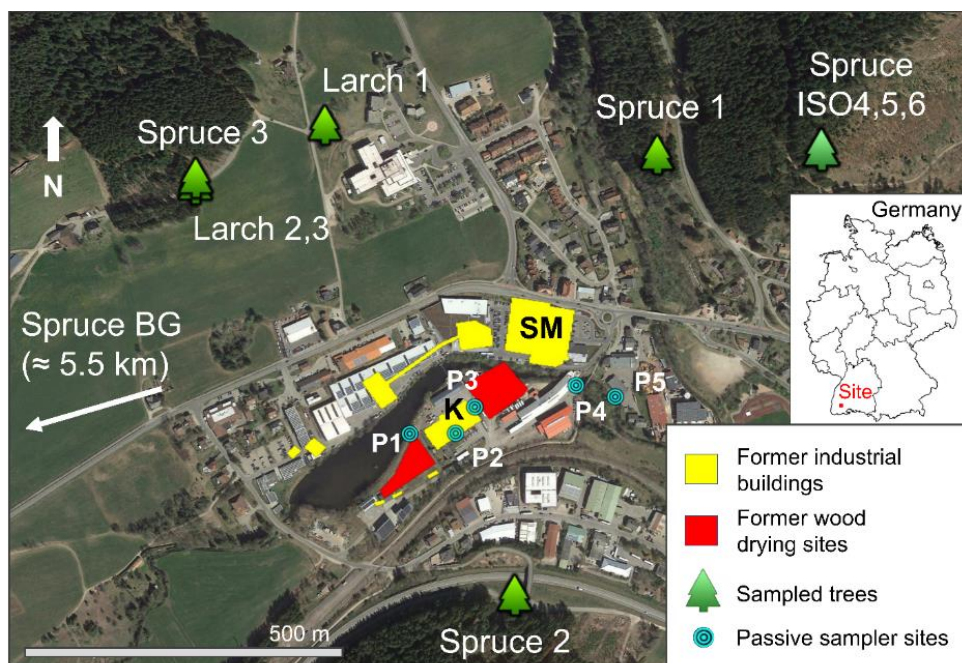 Larch 1
Spruce 3
Spruce 1
Spruce
ISO4,5,6
N
Larch 2,3
Germany
Site
Spruce BG
(≈ 5.5 km)
SM
P3
P5
K
P4
P1
P2
Former industrial
buildings
Former wood
drying sites
Sampled trees
Passive sampler sites
500 m
Spruce 2